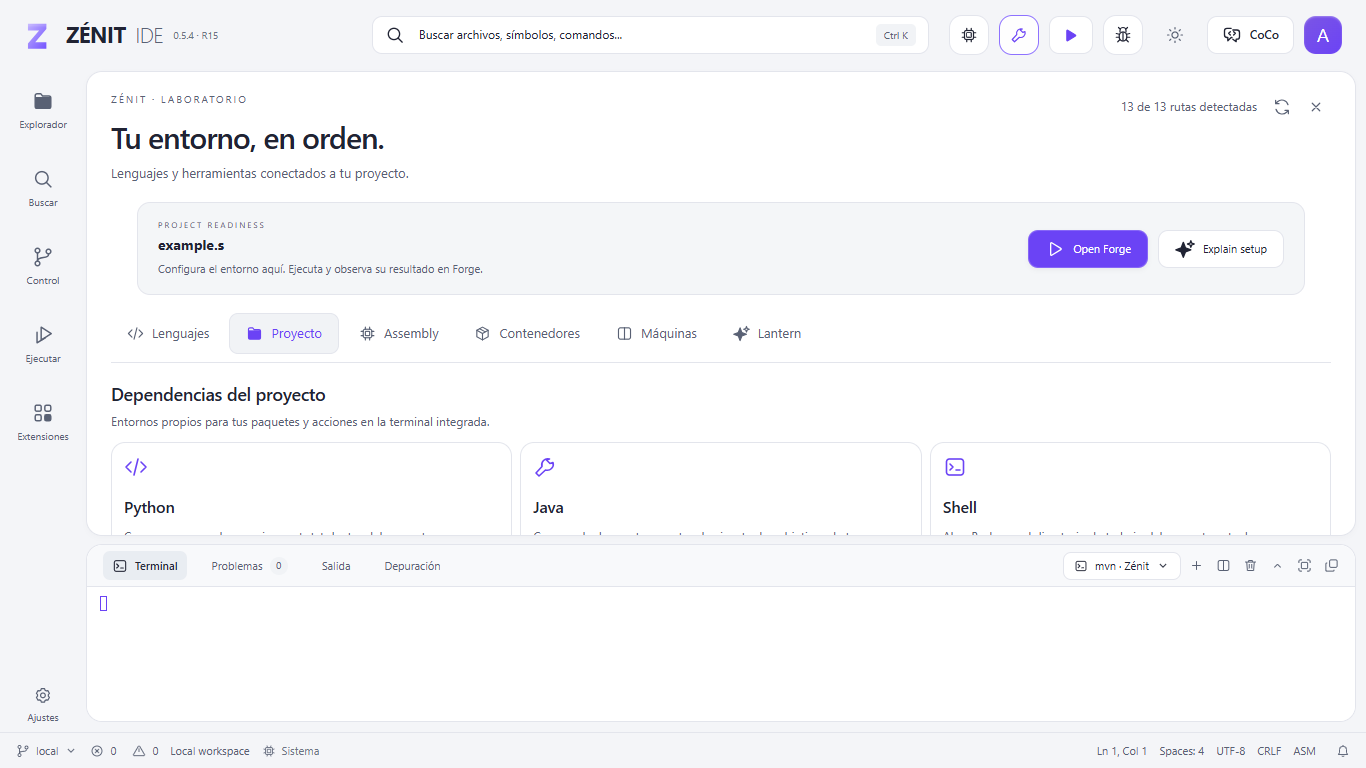 ZÉNIT IDE 0.5.4 · R15
Buscar archivos, símbolos, comandos...
Ctrl K
CoCo
A
Explorador
Buscar
Control
Ejecutar
Extensiones
Ajustes
ZÉNIT · LABORATORIO
13 de 13 rutas detectadas
Tu entorno, en orden.
Lenguajes y herramientas conectados a tu proyecto.
PROJECT READINESS
example.s
Configura el entorno aquí. Ejecuta y observa su resultado en Forge.
Open Forge
Explain setup
Lenguajes
Proyecto
Assembly
Contenedores
Máquinas
Lantern
Dependencias del proyecto
Entornos propios para tus paquetes y acciones en la terminal integrada.
Python
Java
Shell
Terminal
Problemas 0
Salida
Depuración
mvn · Zénit
local
0
0
Local workspace
Sistema
Ln 1, Col 1
Spaces: 4
UTF-8
CRLF
ASM